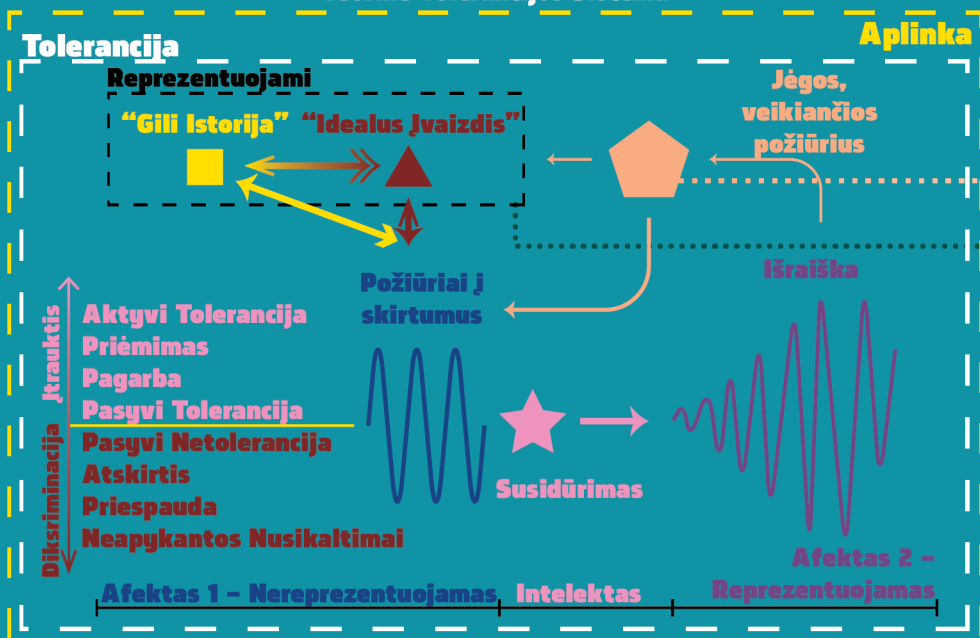 Tolerancija
Aplinka
Reprezentuojami
“Gili Istorija” “Idealus Įvaizdis”
Jėgos,
veikiančios
požiūrius
Požiūriai į
skirtumus
Išraiška
Įtrauktis
Diksriminacija
Aktyvi Tolerancija
Priėmimas
Pagarba
Pasyvi Tolerancija
Pasyvi Netolerancija
Atskirtis
Priespauda
Neapykantos Nusikaltimai
Susidūrimas
Afektas 1 – Nereprezentuojamas
Intelektas
Afektas 2 –
Reprezentuojamas